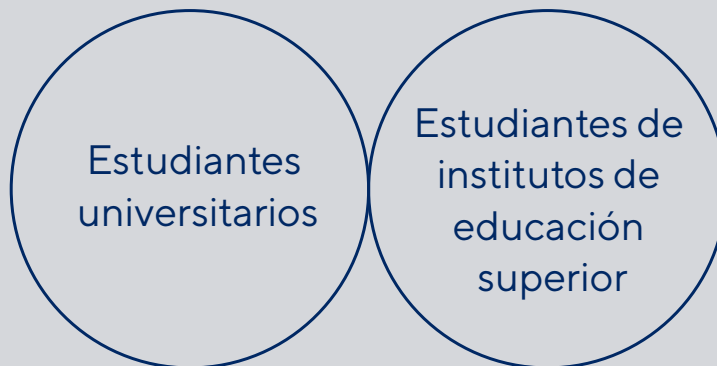 Estudiantes
universitarios
Estudiantes de
institutos de
educación
superior